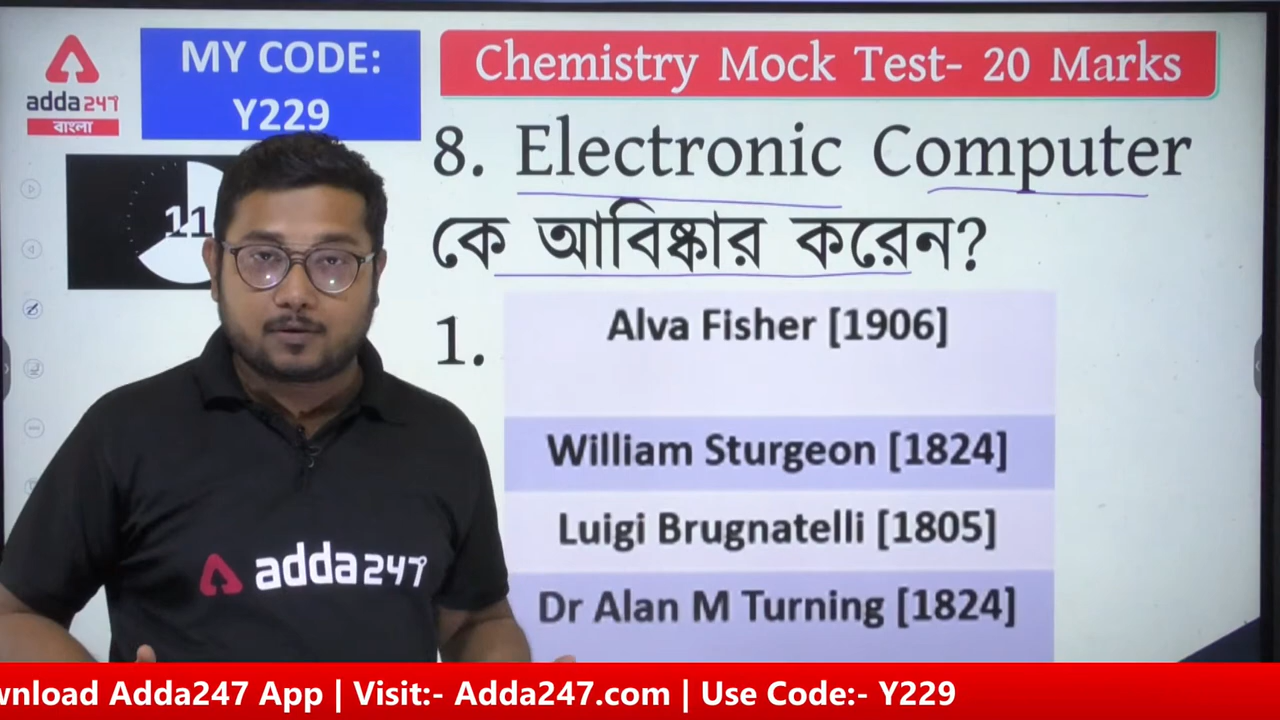 adda247
বাংলা
MY CODE:
Y229
Chemistry Mock Test- 20 Marks
11
8. Electronic Computer
কে আবিষ্কার করেন?
1.
Alva Fisher [1906]
William Sturgeon [1824]
Luigi Brugnatelli [1805]
Dr Alan M Turning [1824]
adda247
wnload Adda247 App | Visit:- Adda247.com | Use Code:- Y229